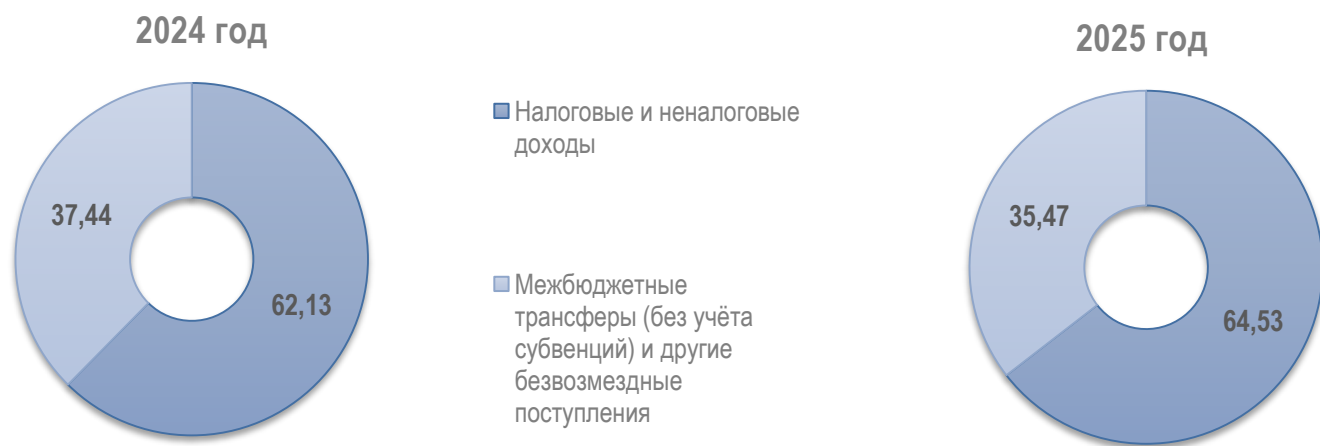 2024 год
37,44
62,13
Налоговые и неналоговые
доходы
Межбюджетные
трансферы (без учёта
субвенций) и другие
безвозмездные
поступления
2025 год
35,47
64,53